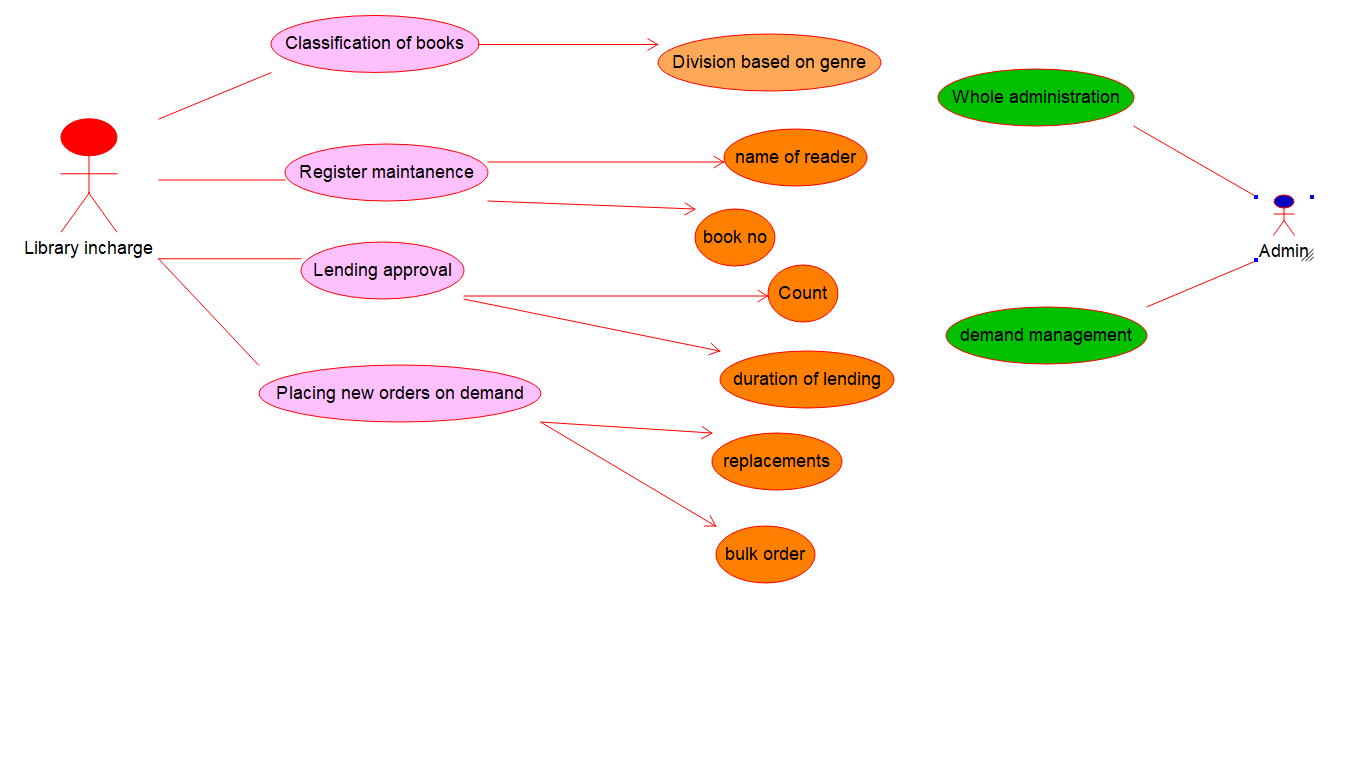 Classification of books
Division based on genre
Whole administration
name of reader
Register maintanence
book no
Library incharge
Admin
Lending approval
Count
demand management
duration of lending
Placing new orders on demand
replacements
bulk order